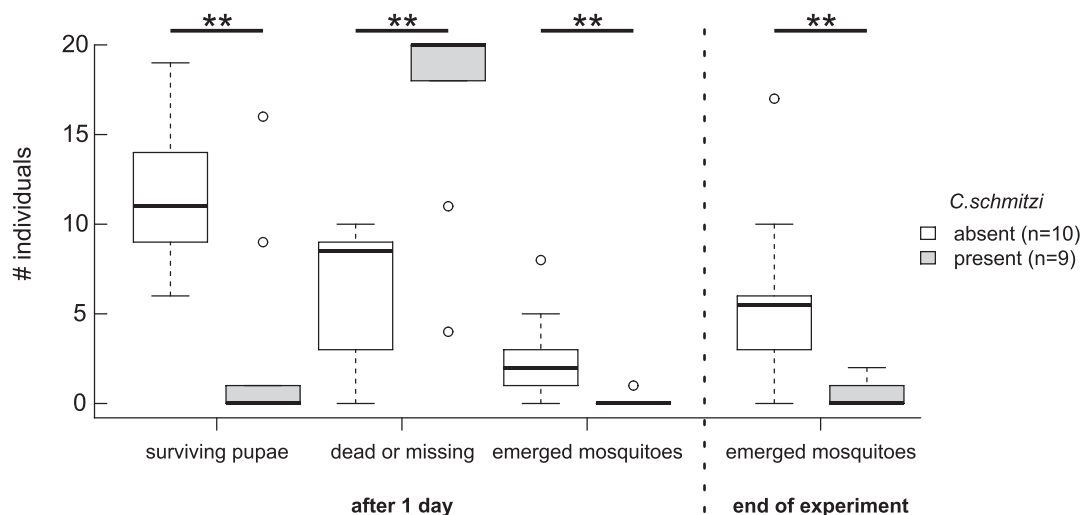 ** ** ** **
20
15
10
5
0
# individuals
C.schmitzi
absent (n=10)
present (n=9)
surviving pupae dead or missing emerged mosquitoes emerged mosquitoes
after 1 day end of experiment